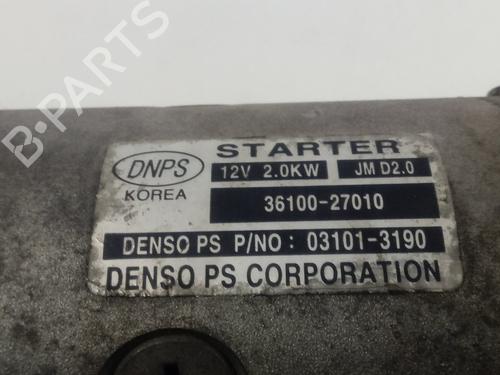 B-PARTS
STARTER
DNPS
KOREA
12V 2.0KW JM D2.0
36100-27010
DENSO PS P/NO: 03101-3190
DENSO PS CORPORATION